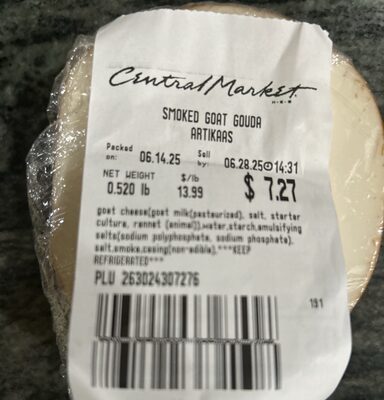 Central Market
H-E-B
SMOKED GOAT GOUDA
ARTIKAAS
Packed on: 06.14.25 Sell by: 06.28.25 14:31
NET WEIGHT $/lb
0.520 lb 13.99 $ 7.27
goat cheese(goat milk(pasteurized), salt, starter
culture, rennet (animal)),water,starch,emulsifying
salts(sodium polyphosphate, sodium phosphate),
salt,smoke,casing(non-edible).***KEEP
REFRIGERATED***
PLU 263024307276
191